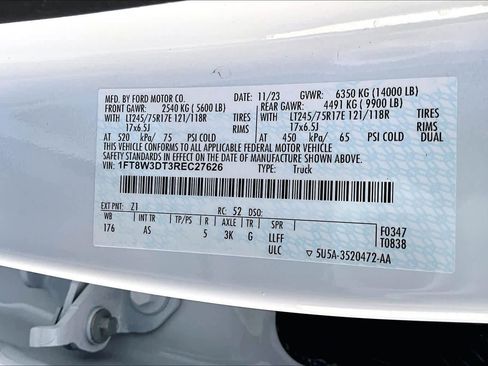 MFD. BY FORD MOTOR CO. 11/23 GVWR: 6350 KG (14000 LB)
FRONT GAWR: 2540 KG (5600 LB) REAR GAWR: 4491 KG (9900 LB)
WITH LT245/75R17E 121/118R TIRES WITH LT245/75R17E 121/118R TIRES
17x6.5J RIMS 17x6.5J RIMS
AT 520 kPa/ 75 PSI COLD AT 450 kPa/ 65 PSI COLD DUAL
THIS VEHICLE CONFORMS TO ALL APPLICABLE FEDERAL MOTOR
VEHICLE SAFETY STANDARDS IN EFFECT ON THE DATE OF MANUFACTURE SHOWN ABOVE.
VIN: 1FT8W3DT3REC27626 TYPE: Truck
EXT PNT: Z1 RC: 52 DSO: F0347
WB INT TR TP/PS R AXLE TR SPR T0838
176 AS 5 3K G LLFF
ULC ▽ 5U5A-3520472-AA